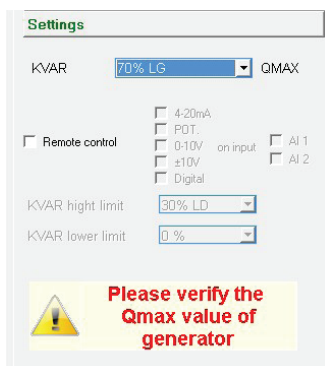 Settings
KVAR 70% LG QMAX
4-20mA
POT.
Remote control 0-10V on input AI 1
±10V AI 2
Digital
KVAR hight limit 30% LD
KVAR lower limit 0 %
Please verify the
Qmax value of
generator